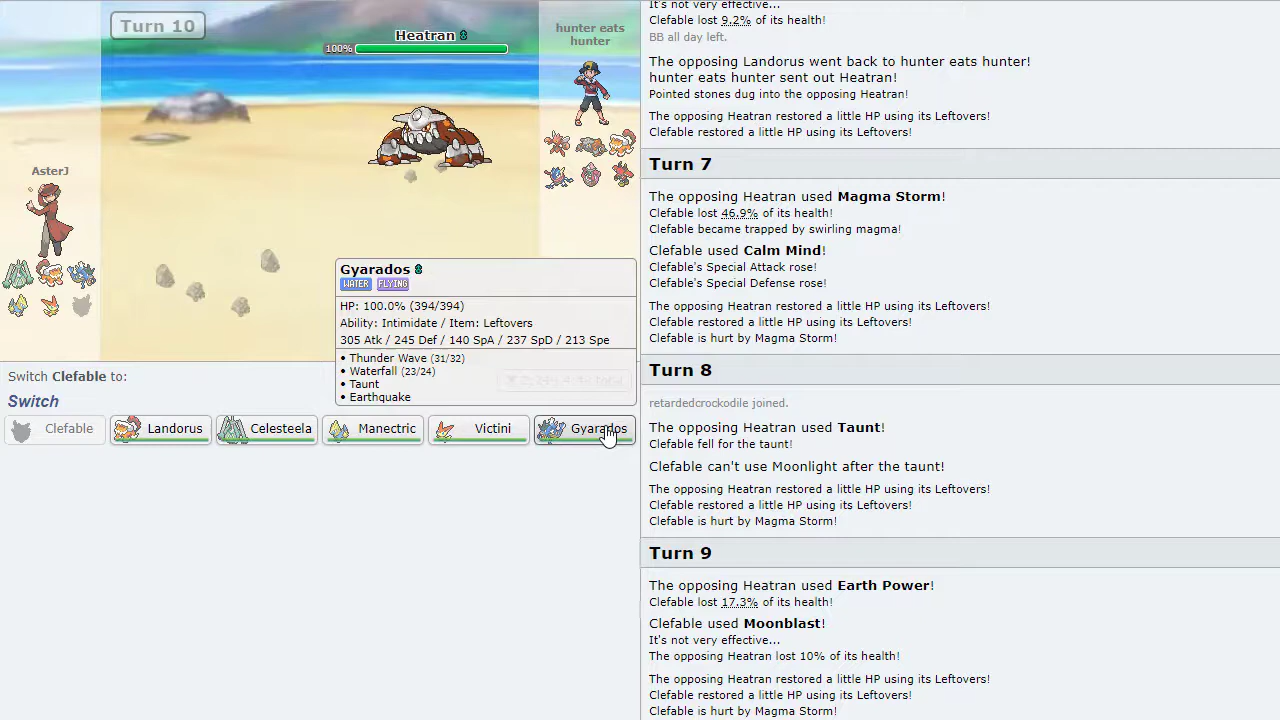 Turn 10
Heatran
100%
hunter eats
hunter
AsterJ
Gyarados
WATER FLYING
HP: 100.0% (394/394)
Ability: Intimidate / Item: Leftovers
305 Atk / 245 Def / 140 SpA / 237 SpD / 213 Spe
• Thunder Wave (31/32)
• Waterfall (23/24)
• Taunt
• Earthquake
Switch Clefable to:
Switch
Clefable
Landorus
Celesteela
Manectric
Victini
Gyarados
It's not very effective...
Clefable lost 9.2% of its health!
BB all day left.
The opposing Landorus went back to hunter eats hunter!
hunter eats hunter sent out Heatran!
Pointed stones dug into the opposing Heatran!
The opposing Heatran restored a little HP using its Leftovers!
Clefable restored a little HP using its Leftovers!
Turn 7
The opposing Heatran used Magma Storm!
Clefable lost 46.9% of its health!
Clefable became trapped by swirling magma!
Clefable used Calm Mind!
Clefable's Special Attack rose!
Clefable's Special Defense rose!
The opposing Heatran restored a little HP using its Leftovers!
Clefable restored a little HP using its Leftovers!
Clefable is hurt by Magma Storm!
Turn 8
retardedcrockodile joined.
The opposing Heatran used Taunt!
Clefable fell for the taunt!
Clefable can't use Moonlight after the taunt!
The opposing Heatran restored a little HP using its Leftovers!
Clefable restored a little HP using its Leftovers!
Clefable is hurt by Magma Storm!
Turn 9
The opposing Heatran used Earth Power!
Clefable lost 17.3% of its health!
Clefable used Moonblast!
It's not very effective...
The opposing Heatran lost 10% of its health!
The opposing Heatran restored a little HP using its Leftovers!
Clefable restored a little HP using its Leftovers!
Clefable is hurt by Magma Storm!